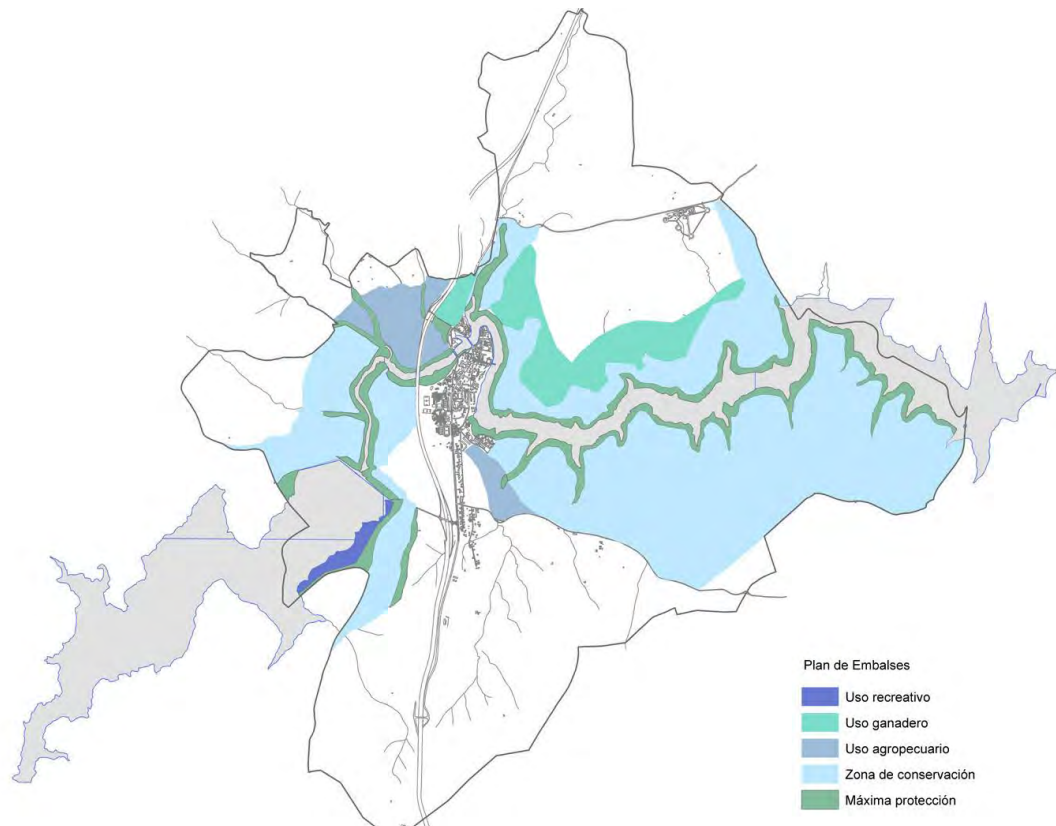 Plan de Embalses
Uso recreativo
Uso ganadero
Uso agropecuario
Zona de conservación
Máxima protección